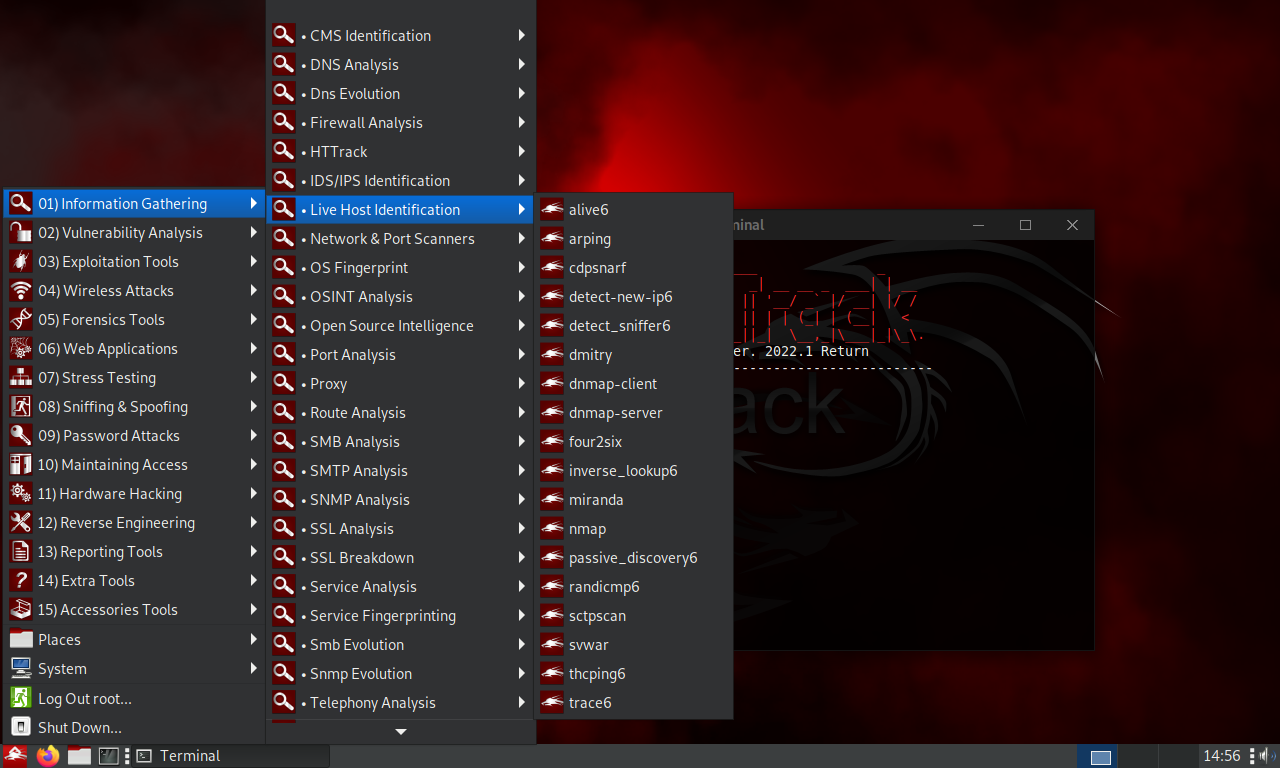 01) Information Gathering
02) Vulnerability Analysis
03) Exploitation Tools
04) Wireless Attacks
05) Forensics Tools
06) Web Applications
07) Stress Testing
08) Sniffing & Spoofing
09) Password Attacks
10) Maintaining Access
11) Hardware Hacking
12) Reverse Engineering
13) Reporting Tools
14) Extra Tools
15) Accessories Tools
Places
System
Log Out root...
Shut Down...
• CMS Identification
• DNS Analysis
• Dns Evolution
• Firewall Analysis
• HTTrack
• IDS/IPS Identification
• Live Host Identification
• Network & Port Scanners
• OS Fingerprint
• OSINT Analysis
• Open Source Intelligence
• Port Analysis
• Proxy
• Route Analysis
• SMB Analysis
• SMTP Analysis
• SNMP Analysis
• SSL Analysis
• SSL Breakdown
• Service Analysis
• Service Fingerprinting
• Smb Evolution
• Snmp Evolution
• Telephony Analysis
alive6
arping
cdpsnarf
detect-new-ip6
detect_sniffer6
dmitry
dnmap-client
dnmap-server
four2six
inverse_lookup6
miranda
nmap
passive_discovery6
randicmp6
sctpscan
svwar
thcping6
trace6
minal
Track
er. 2022.1 Return
ack
Terminal
14:56